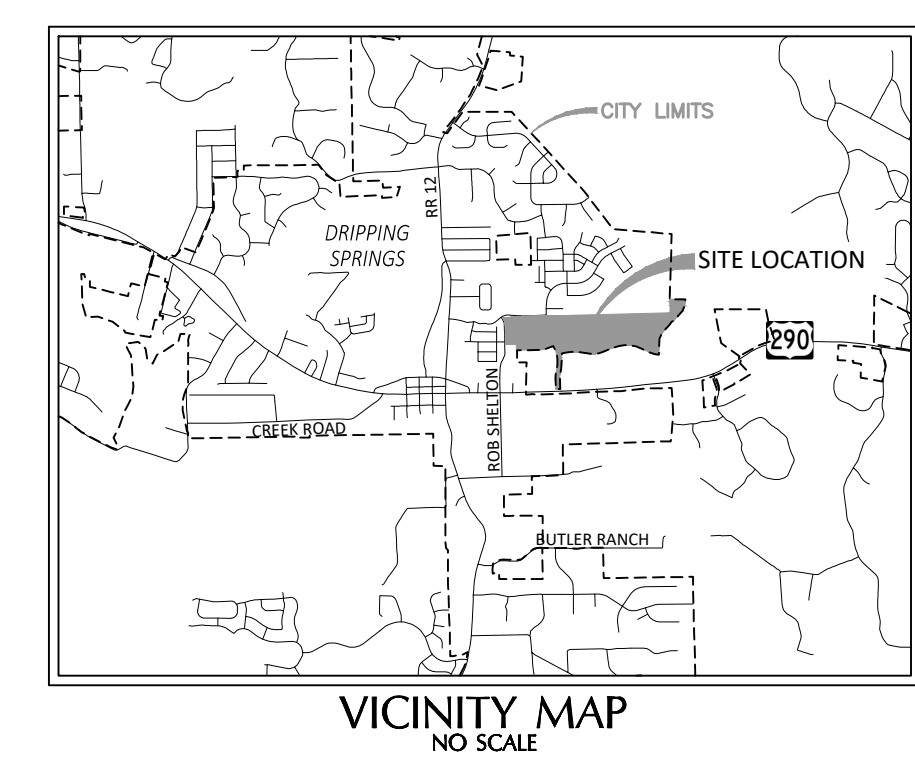 CITY LIMITS
RR 12
DRIPPING
SPRINGS
SITE LOCATION
290
ROB SHELTON
CREEK ROAD
BUTLER RANCH
VICINITY MAP
NO SCALE